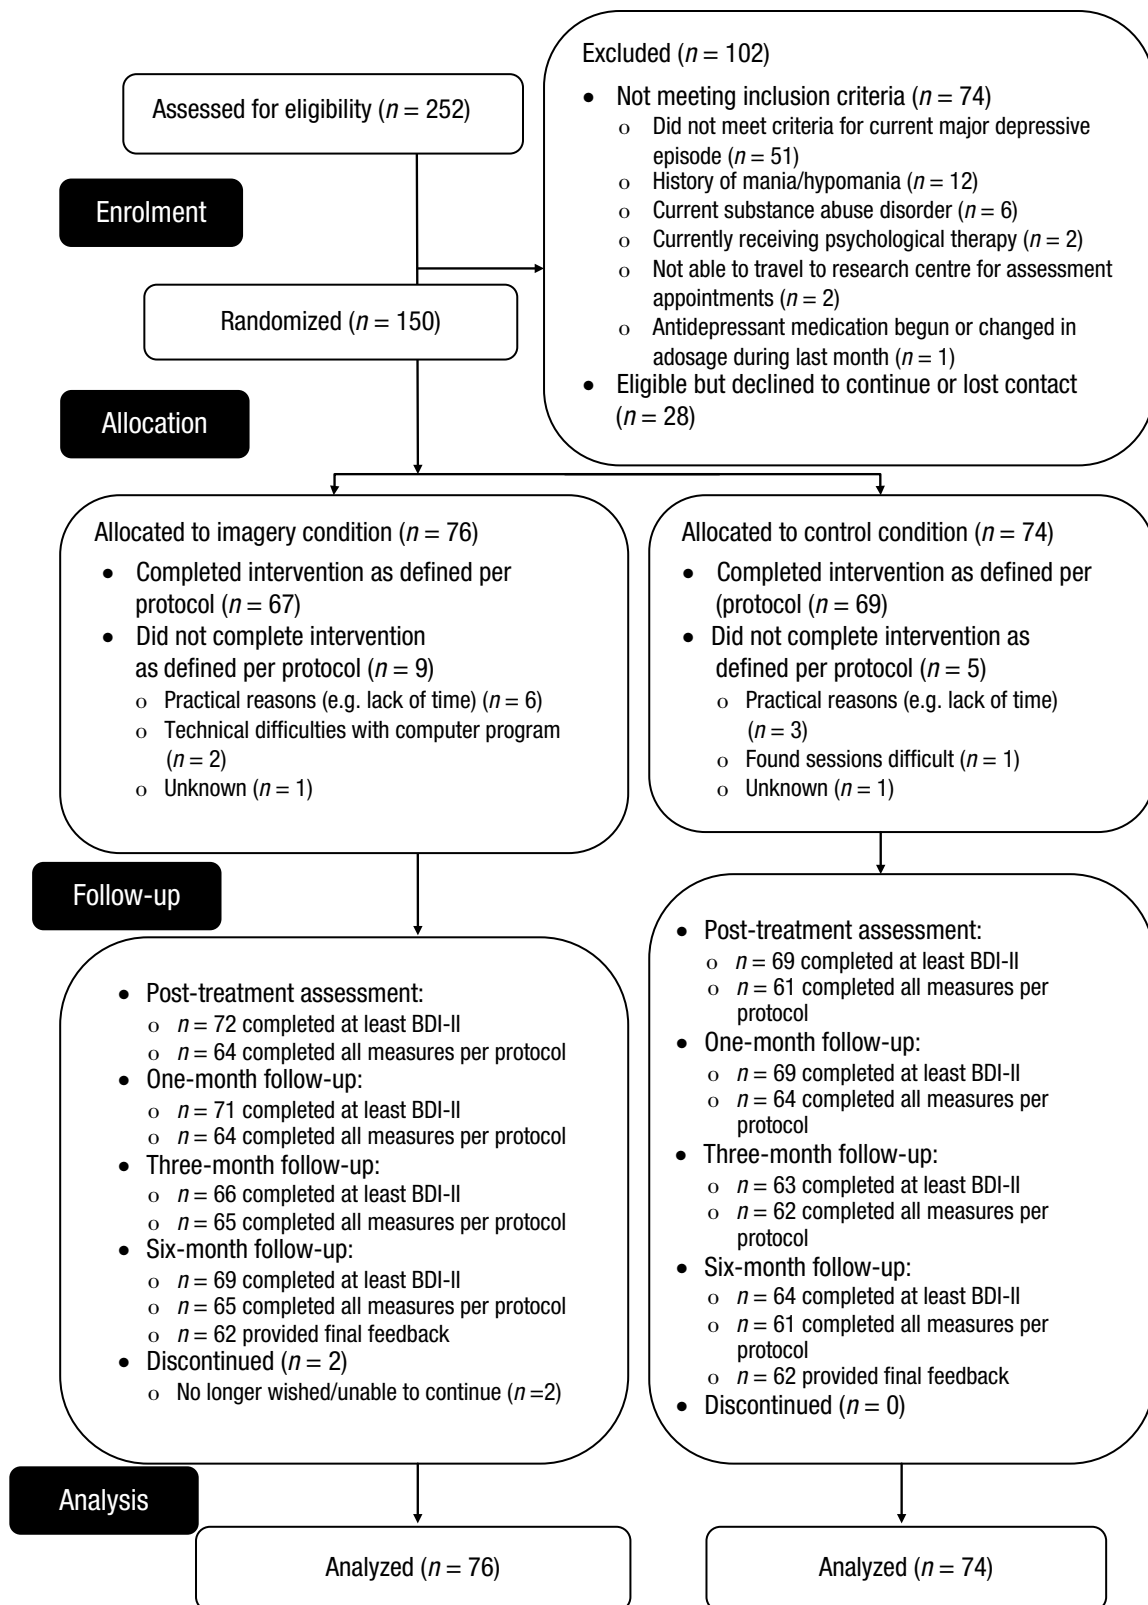 Assessed for eligibility (n = 252)
Excluded (n = 102)
• Not meeting inclusion criteria (n = 74)
o Did not meet criteria for current major depressive
episode (n = 51)
o History of mania/hypomania (n = 12)
o Current substance abuse disorder (n = 6)
o Currently receiving psychological therapy (n = 2)
o Not able to travel to research centre for assessment
appointments (n = 2)
o Antidepressant medication begun or changed in
adosage during last month (n = 1)
• Eligible but declined to continue or lost contact
(n = 28)
Enrolment
Randomized (n = 150)
Allocation
Allocated to imagery condition (n = 76)
• Completed intervention as defined per
protocol (n = 67)
• Did not complete intervention
as defined per protocol (n = 9)
o Practical reasons (e.g. lack of time) (n = 6)
o Technical difficulties with computer program
(n = 2)
o Unknown (n = 1)
Allocated to control condition (n = 74)
• Completed intervention as defined per
(protocol (n = 69)
• Did not complete intervention as
defined per protocol (n = 5)
o Practical reasons (e.g. lack of time)
(n = 3)
o Found sessions difficult (n = 1)
o Unknown (n = 1)
Follow-up
• Post-treatment assessment:
o n = 72 completed at least BDI-II
o n = 64 completed all measures per protocol
• One-month follow-up:
o n = 71 completed at least BDI-II
o n = 64 completed all measures per protocol
• Three-month follow-up:
o n = 66 completed at least BDI-II
o n = 65 completed all measures per protocol
• Six-month follow-up:
o n = 69 completed at least BDI-II
o n = 65 completed all measures per protocol
o n = 62 provided final feedback
• Discontinued (n = 2)
o No longer wished/unable to continue (n =2)
• Post-treatment assessment:
o n = 69 completed at least BDI-II
o n = 61 completed all measures per
protocol
• One-month follow-up:
o n = 69 completed at least BDI-II
o n = 64 completed all measures per
protocol
• Three-month follow-up:
o n = 63 completed at least BDI-II
o n = 62 completed all measures per
protocol
• Six-month follow-up:
o n = 64 completed at least BDI-II
o n = 61 completed all measures per
protocol
o n = 62 provided final feedback
• Discontinued (n = 0)
Analysis
Analyzed (n = 76)
Analyzed (n = 74)